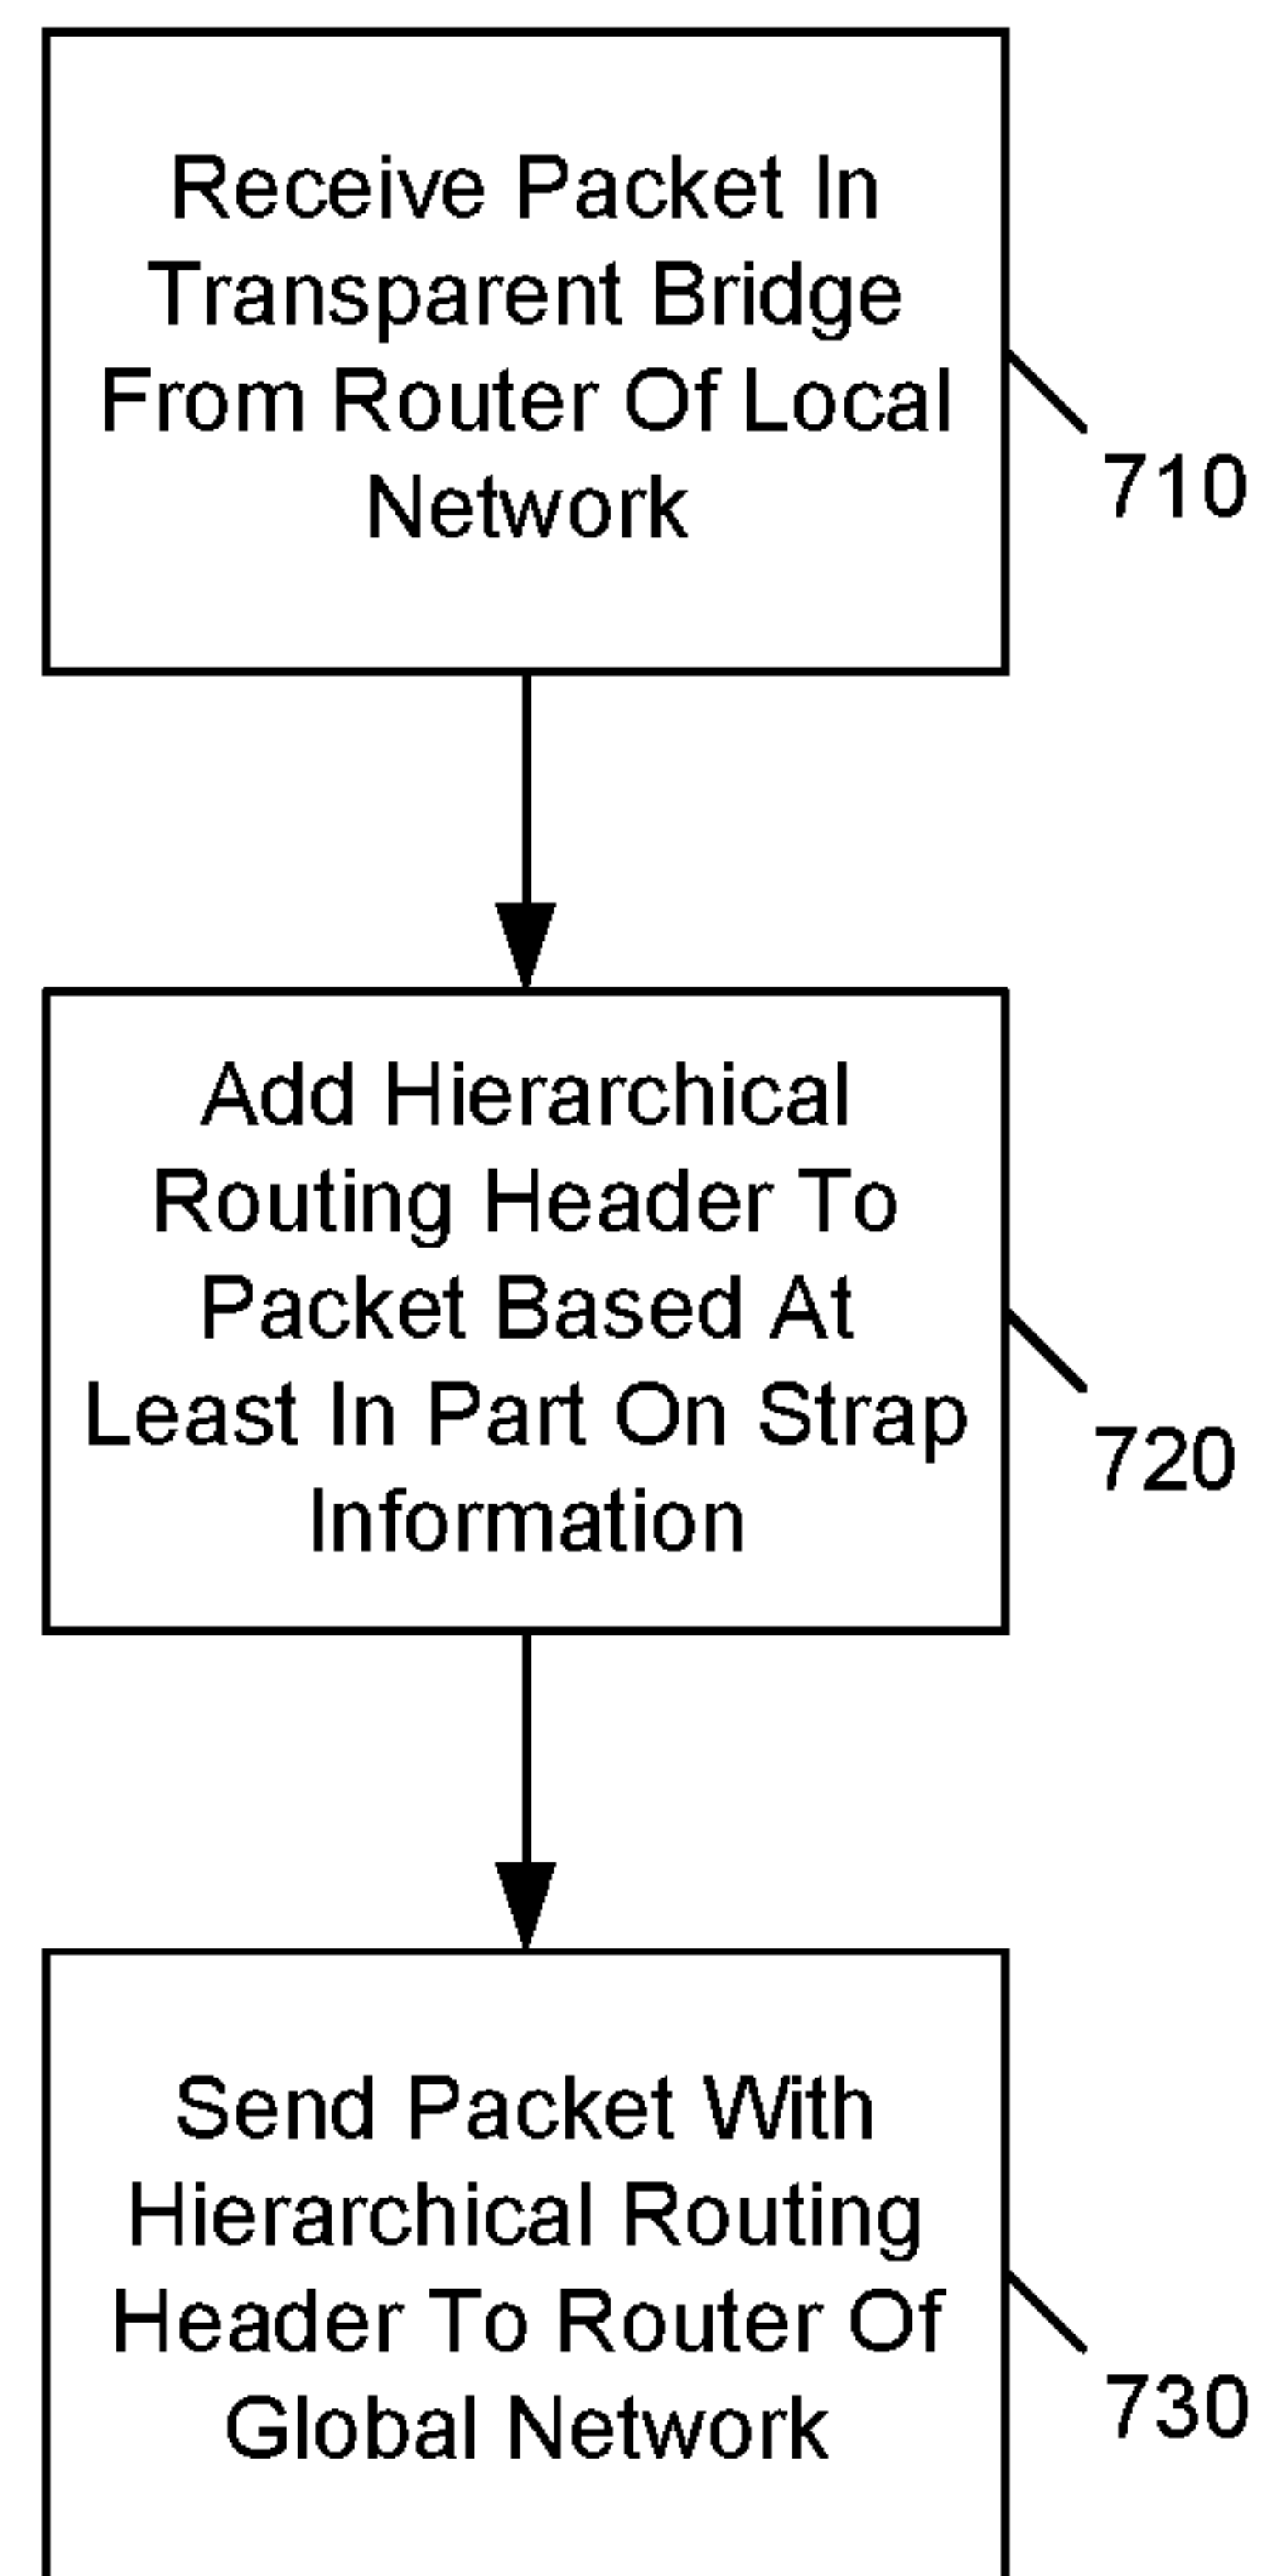 Receive Packet In
Transparent Bridge
From Router Of Local
Network
710
Add Hierarchical
Routing Header To
Packet Based At
Least In Part On Strap
Information
720
Send Packet With
Hierarchical Routing
Header To Router Of
Global Network
730